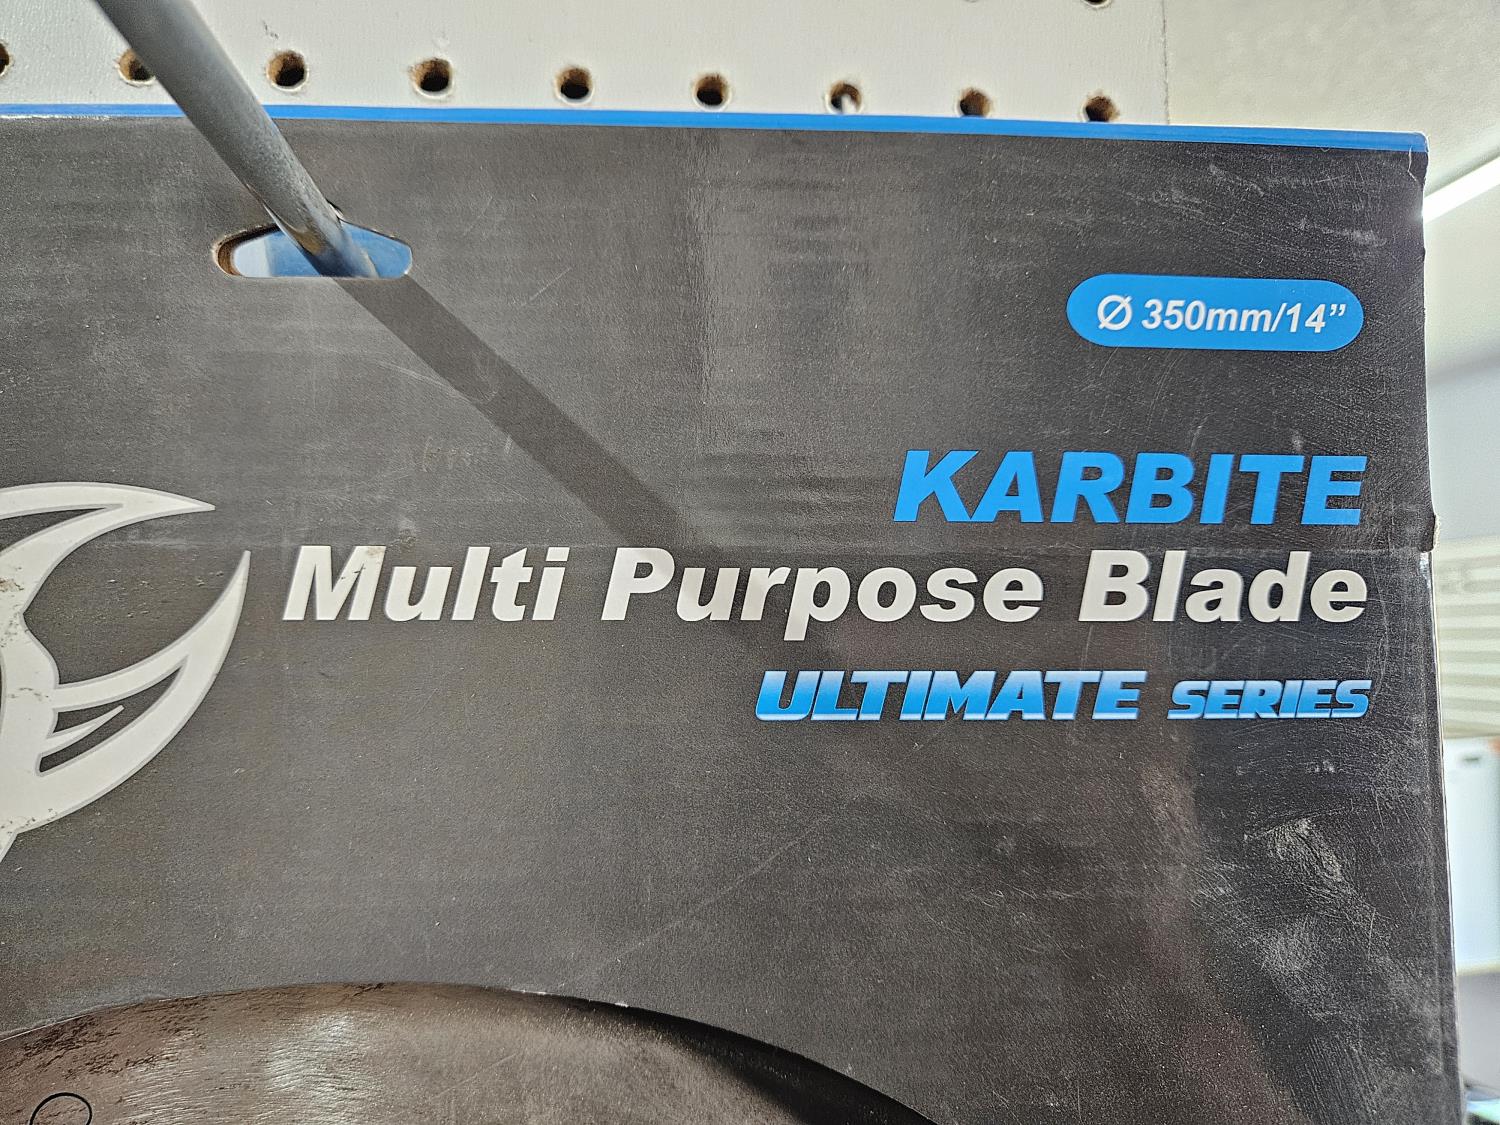 Ø 350mm/14”
KARBITE
Multi Purpose Blade
ULTIMATE SERIES